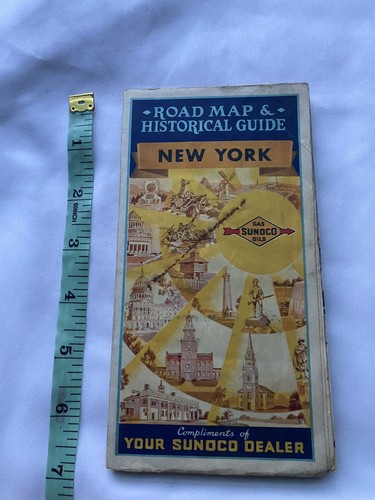 ROAD MAP &
HISTORICAL GUIDE
NEW YORK
GAS
SUNOCO
OILS
Compliments of
YOUR SUNOCO DEALER
1
2
60INCH
3
4
5
6
7